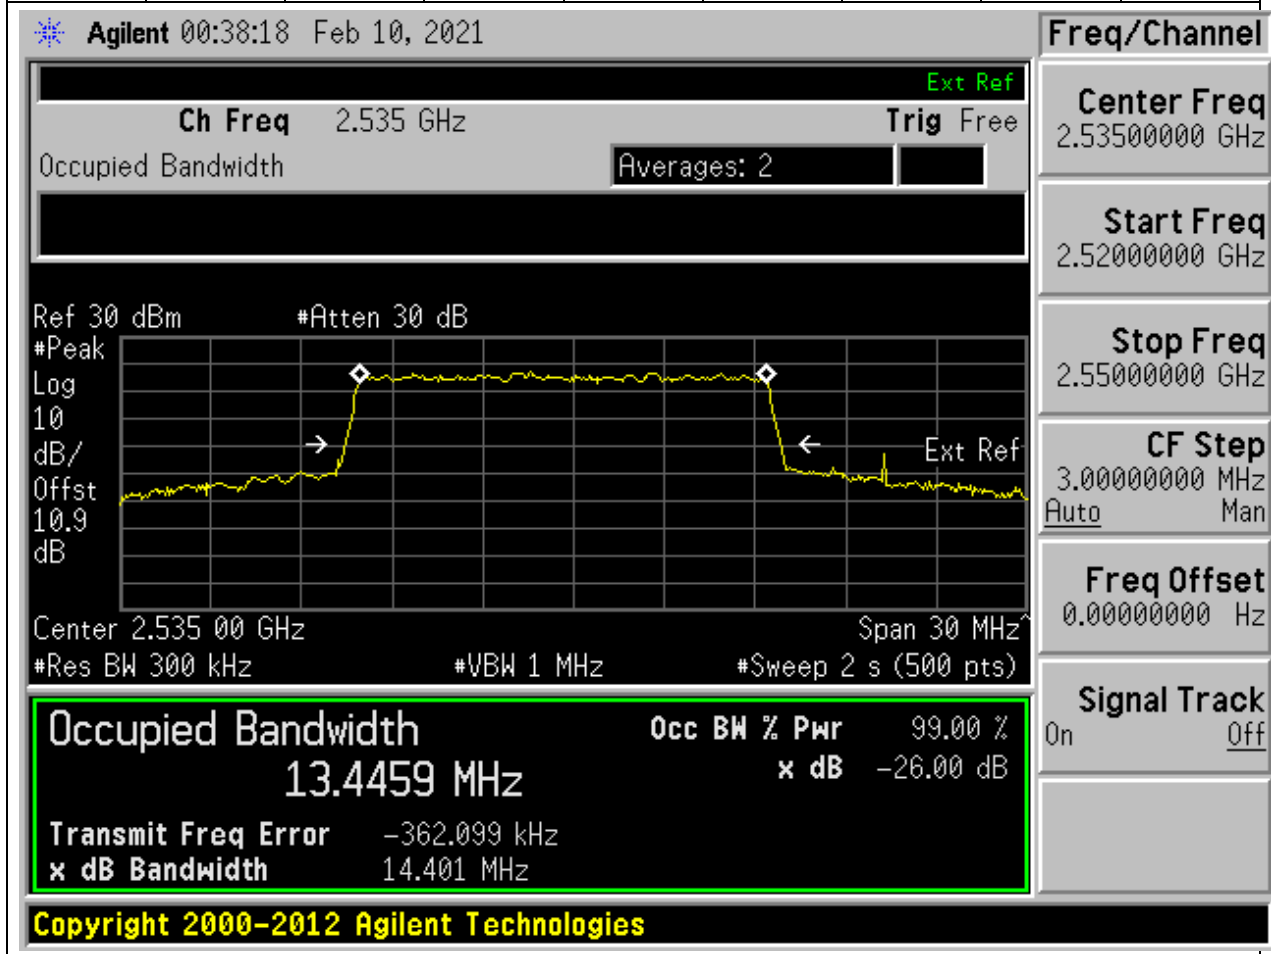 Agilent 00:38:18 Feb 10, 2021
Freq/Channel
Ext Ref
Ch Freq 2.535 GHz Trig Free
Occupied Bandwidth Averages: 2
Center Freq
2.53500000 GHz
Start Freq
2.52000000 GHz
Stop Freq
2.55000000 GHz
CF Step
3.00000000 MHz
Auto Man
Freq Offset
0.00000000 Hz
Signal Track
On Off
Ref 30 dBm #Atten 30 dB
#Peak
Log
10
dB/
Offst
10.9
dB
Ext Ref
Center 2.535 00 GHz Span 30 MHz^
#Res BW 300 kHz #VBW 1 MHz #Sweep 2 s (500 pts)
Occupied Bandwidth Occ BW % Pwr 99.00 %
13.4459 MHz x dB -26.00 dB
Transmit Freq Error -362.099 kHz
x dB Bandwidth 14.401 MHz
Copyright 2000-2012 Agilent Technologies